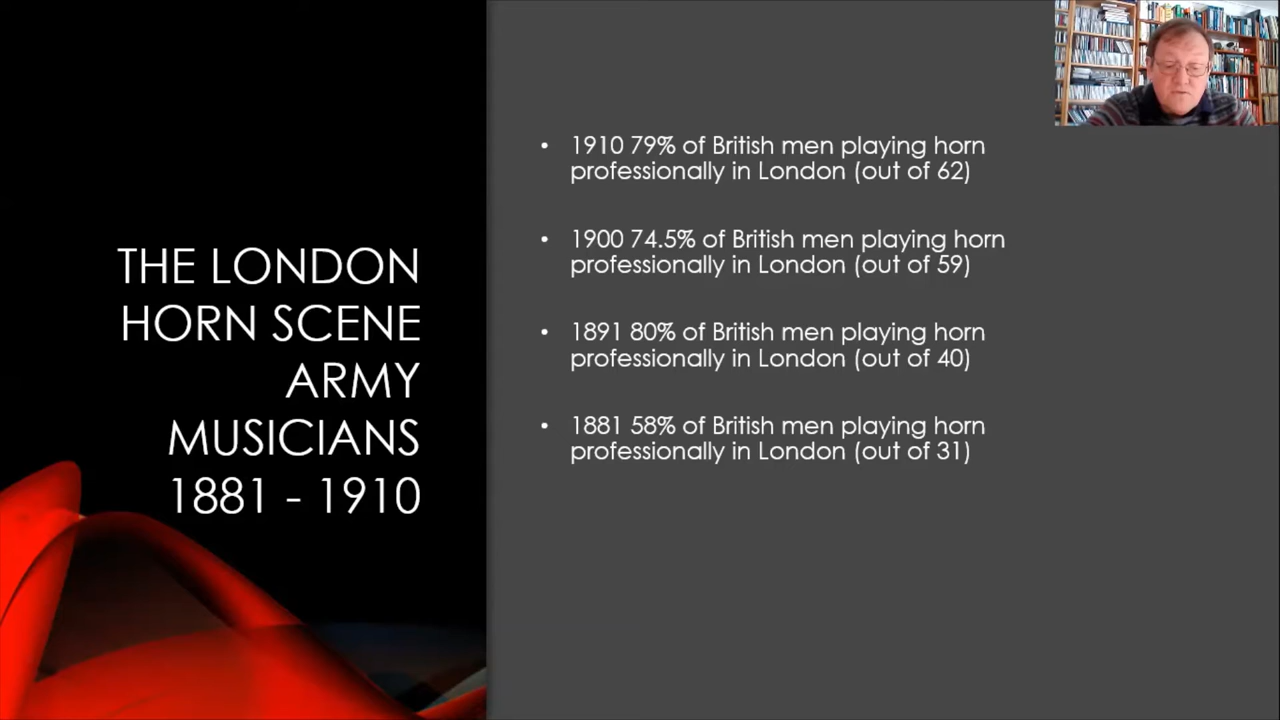 THE LONDON
HORN SCENE
ARMY
MUSICIANS
1881 - 1910
• 1910 79% of British men playing horn
professionally in London (out of 62)
• 1900 74.5% of British men playing horn
professionally in London (out of 59)
• 1891 80% of British men playing horn
professionally in London (out of 40)
• 1881 58% of British men playing horn
professionally in London (out of 31)